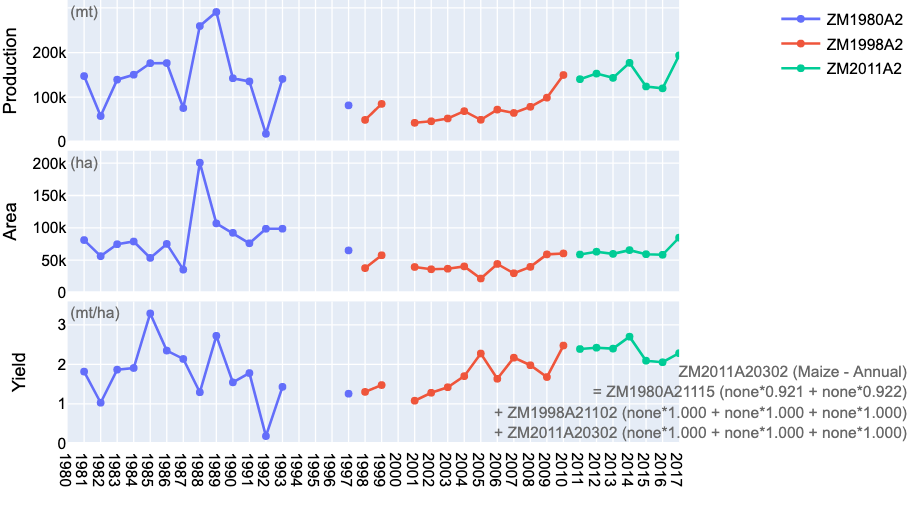 Production
(mt)
200k
100k
0
ZM1980A2
ZM1998A2
ZM2011A2
Area
(ha)
200k
150k
100k
50k
0
Yield
(mt/ha)
3
2
1
0
ZM2011A20302 (Maize - Annual)
= ZM1980A21115 (none*0.921 + none*0.922)
+ ZM1998A21102 (none*1.000 + none*1.000 + none*1.000)
+ ZM2011A20302 (none*1.000 + none*1.000 + none*1.000)
1980
1981
1982
1983
1984
1985
1986
1987
1988
1989
1990
1991
1992
1993
1994
1995
1996
1997
1998
1999
2000
2001
2002
2003
2004
2005
2006
2007
2008
2009
2010
2011
2012
2013
2014
2015
2016
2017